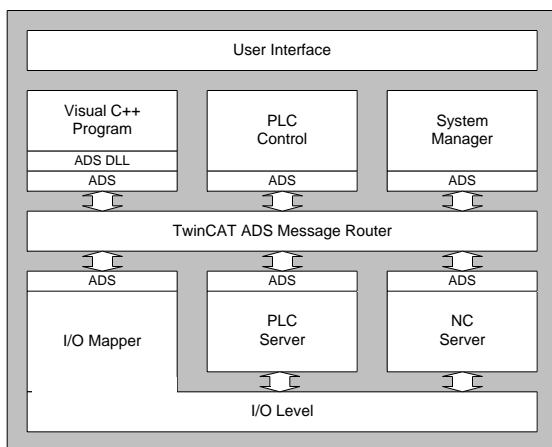 User Interface
Visual C++
Program
ADS DLL
ADS
PLC
Control
ADS
System
Manager
ADS
TwinCAT ADS Message Router
ADS
I/O Mapper
ADS
PLC
Server
ADS
NC
Server
I/O Level